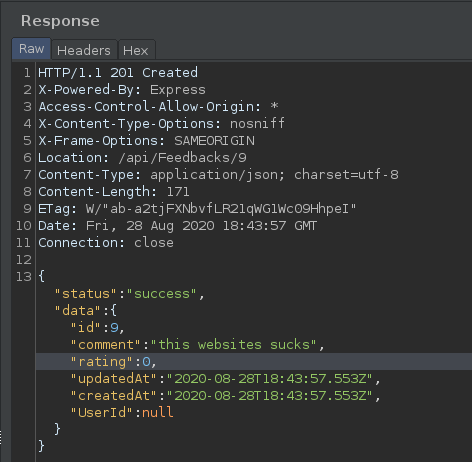 Response
Raw Headers Hex
1 HTTP/1.1 201 Created
2 X-Powered-By: Express
3 Access-Control-Allow-Origin: *
4 X-Content-Type-Options: nosniff
5 X-Frame-Options: SAMEORIGIN
6 Location: /api/Feedbacks/9
7 Content-Type: application/json; charset=utf-8
8 Content-Length: 171
9 ETag: W/"ab-a2tjFXNbvfLR21qWG1WcO9HhpeI"
10 Date: Fri, 28 Aug 2020 18:43:57 GMT
11 Connection: close
12
13 {
"status":"success",
"data":{
"id":9,
"comment":"this websites sucks",
"rating":0,
"updatedAt":"2020-08-28T18:43:57.553Z",
"createdAt":"2020-08-28T18:43:57.553Z",
"UserId":null
}
}